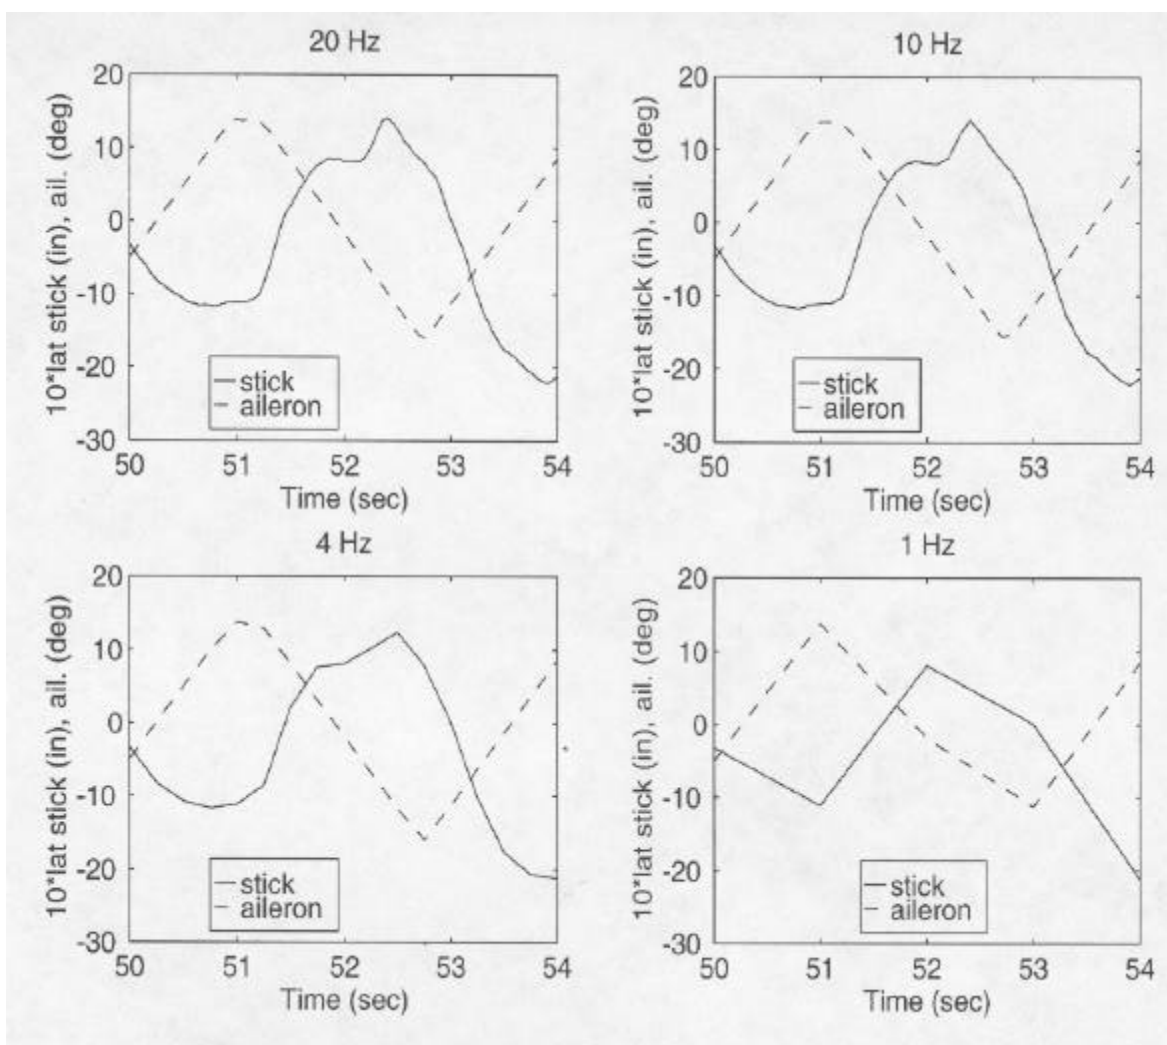 20 Hz
10*lat stick (in), ail. (deg)
20
10
0
-10
-20
-30
stick
aileron
50 51 52 53 54
Time (sec)
10 Hz
10*lat stick (in), ail. (deg)
20
10
0
-10
-20
-30
stick
aileron
50 51 52 53 54
Time (sec)
4 Hz
10*lat stick (in), ail. (deg)
20
10
0
-10
-20
-30
stick
aileron
50 51 52 53 54
Time (sec)
1 Hz
10*lat stick (in), ail. (deg)
20
10
0
-10
-20
-30
stick
aileron
50 51 52 53 54
Time (sec)